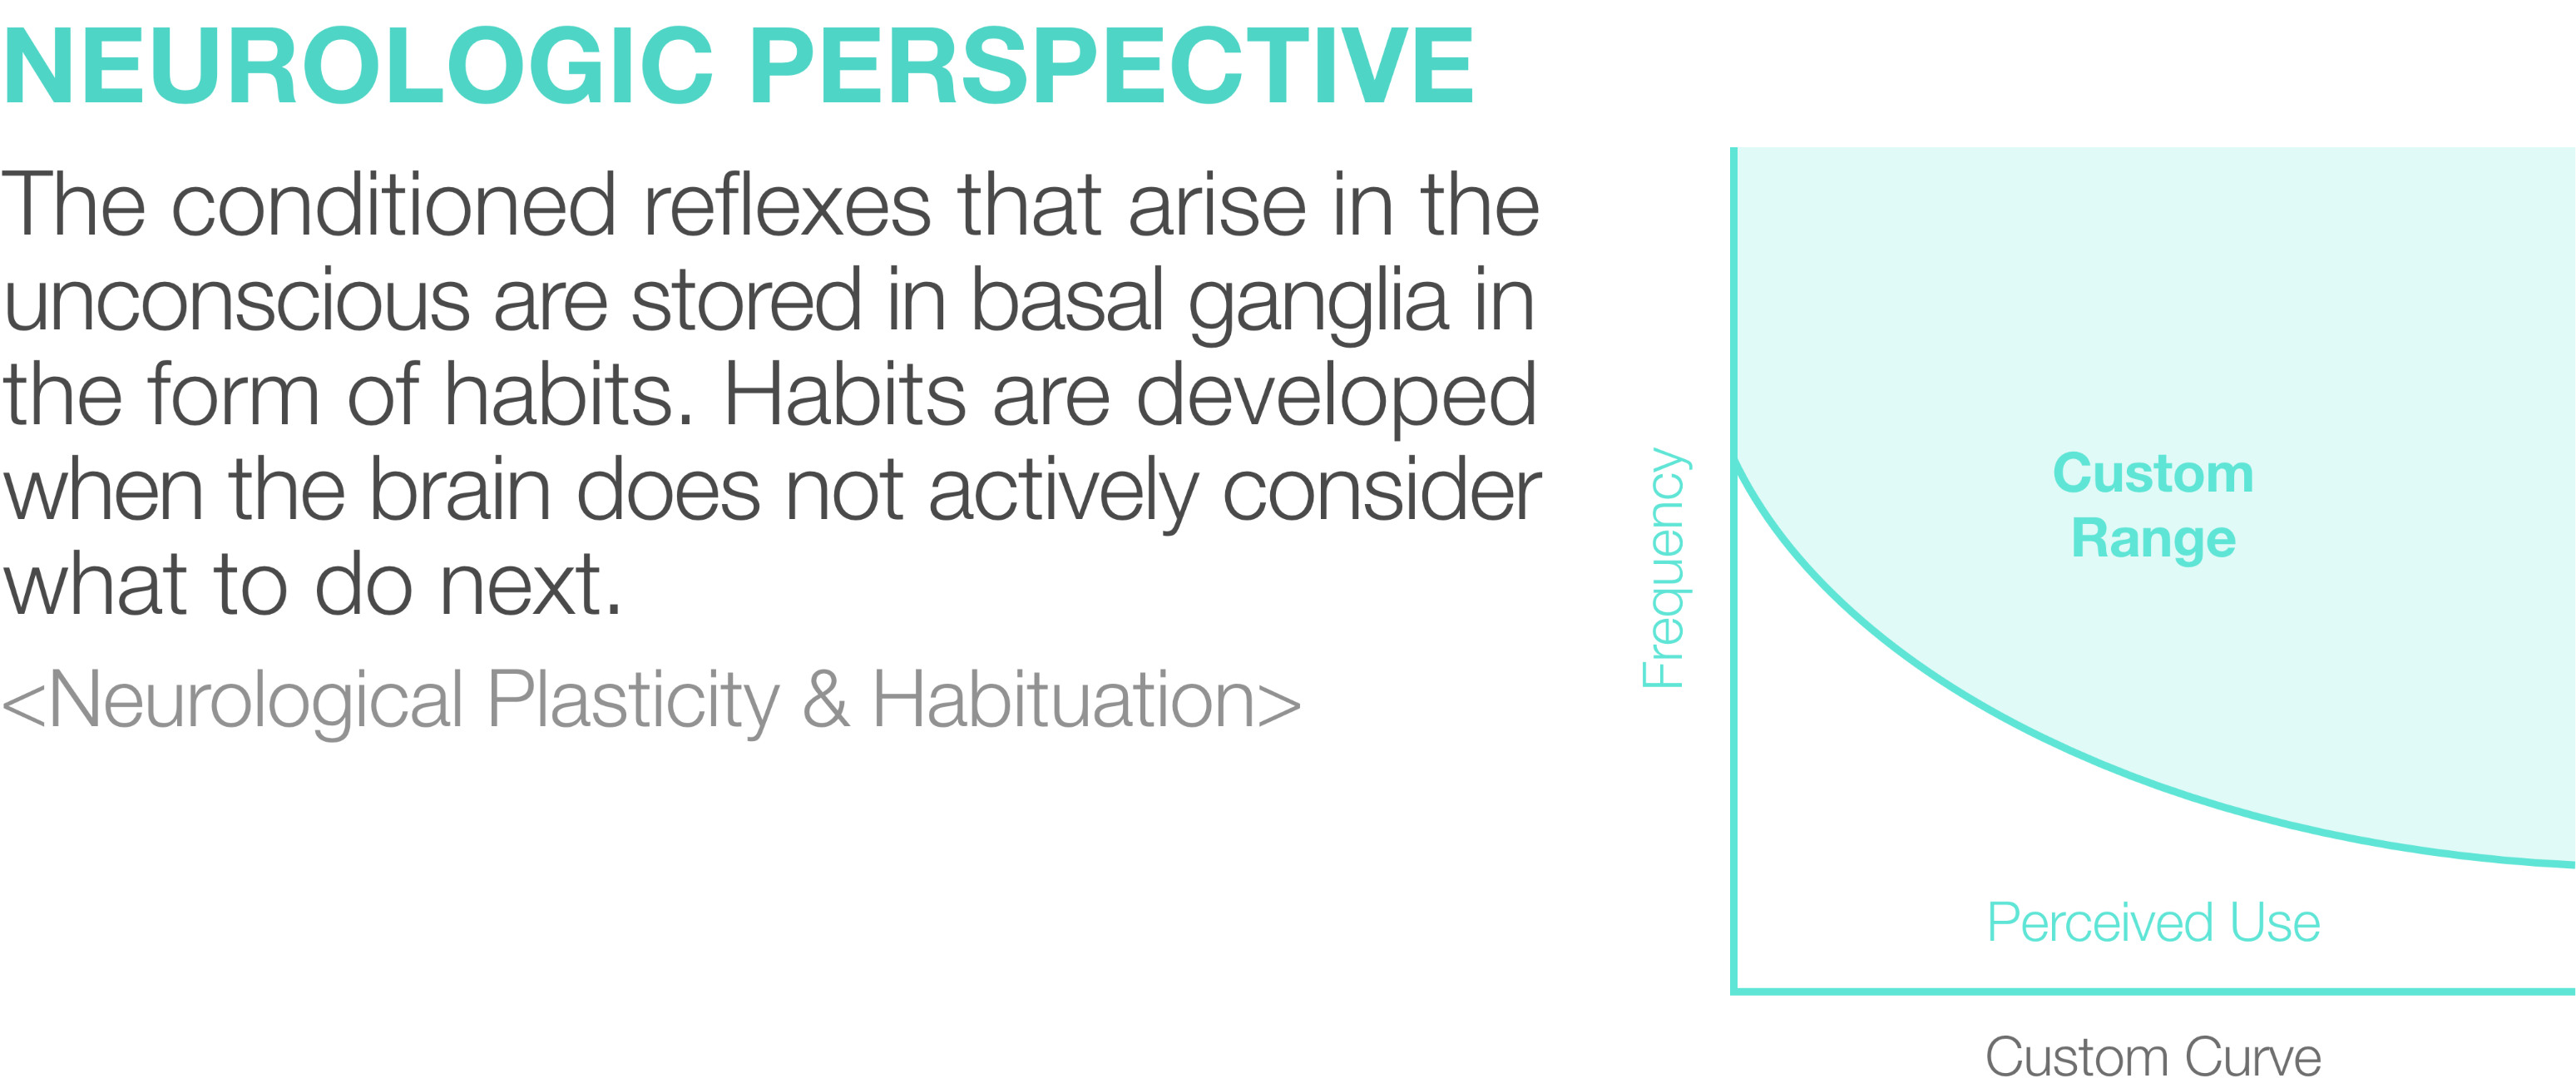 NEUROLOGIC PERSPECTIVE
The conditioned reflexes that arise in the
unconscious are stored in basal ganglia in
the form of habits. Habits are developed
when the brain does not actively consider
what to do next.
<Neurological Plasticity & Habituation>
Frequency
Custom
Range
Perceived Use
Custom Curve